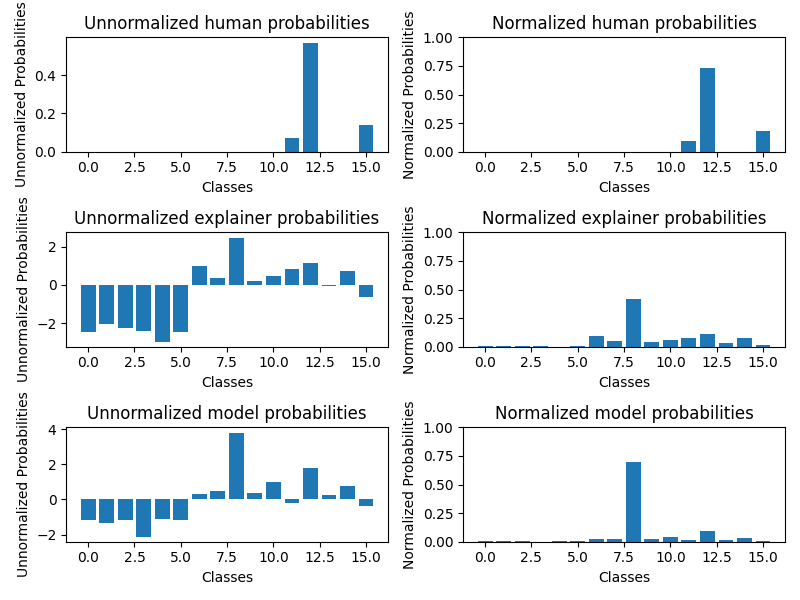 Unnormalized human probabilities
Unnormalized Probabilities
0.4
0.2
0.0
0.0 2.5 5.0 7.5 10.0 12.5 15.0
Classes
Normalized human probabilities
Normalized Probabilities
1.00
0.75
0.50
0.25
0.00
0.0 2.5 5.0 7.5 10.0 12.5 15.0
Classes
Unnormalized explainer probabilities
Unnormalized Probabilities
2
0
−2
0.0 2.5 5.0 7.5 10.0 12.5 15.0
Classes
Normalized explainer probabilities
Normalized Probabilities
1.00
0.75
0.50
0.25
0.00
0.0 2.5 5.0 7.5 10.0 12.5 15.0
Classes
Unnormalized model probabilities
Unnormalized Probabilities
4
2
0
−2
0.0 2.5 5.0 7.5 10.0 12.5 15.0
Classes
Normalized model probabilities
Normalized Probabilities
1.00
0.75
0.50
0.25
0.00
0.0 2.5 5.0 7.5 10.0 12.5 15.0
Classes